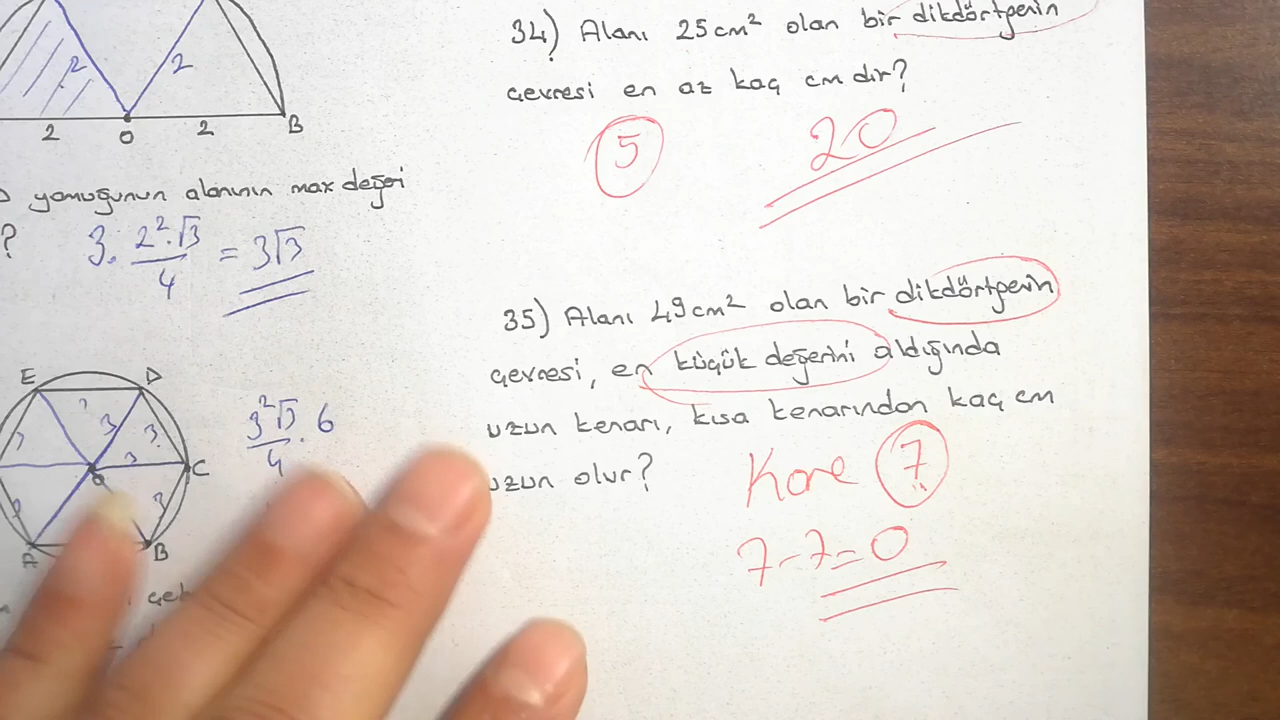 2
2
2
O
2
B
yamuğunun alanının max değeri
?
3. 2².√3 / 4 = 3√3
E
D
3
3
3
3
C
O
3
A
B
3²√3 / 4 . 6
34) Alanı 25cm² olan bir dikdörtgenin
çevresi en az kaç cm dir?
5
20
35) Alanı 49cm² olan bir dikdörtgenin
çevresi, en küçük değerini aldığında
uzun kenarı, kısa kenarından kaç cm
uzun olur?
Kare 7
7-7=0